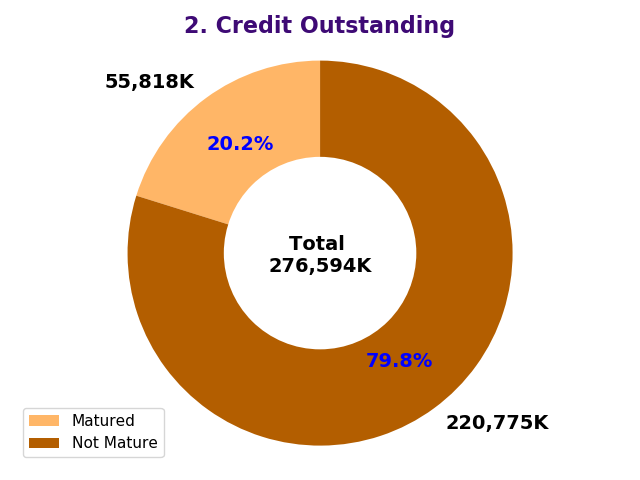 2. Credit Outstanding
55,818K
20.2%
Total
276,594K
79.8%
220,775K
Matured
Not Mature